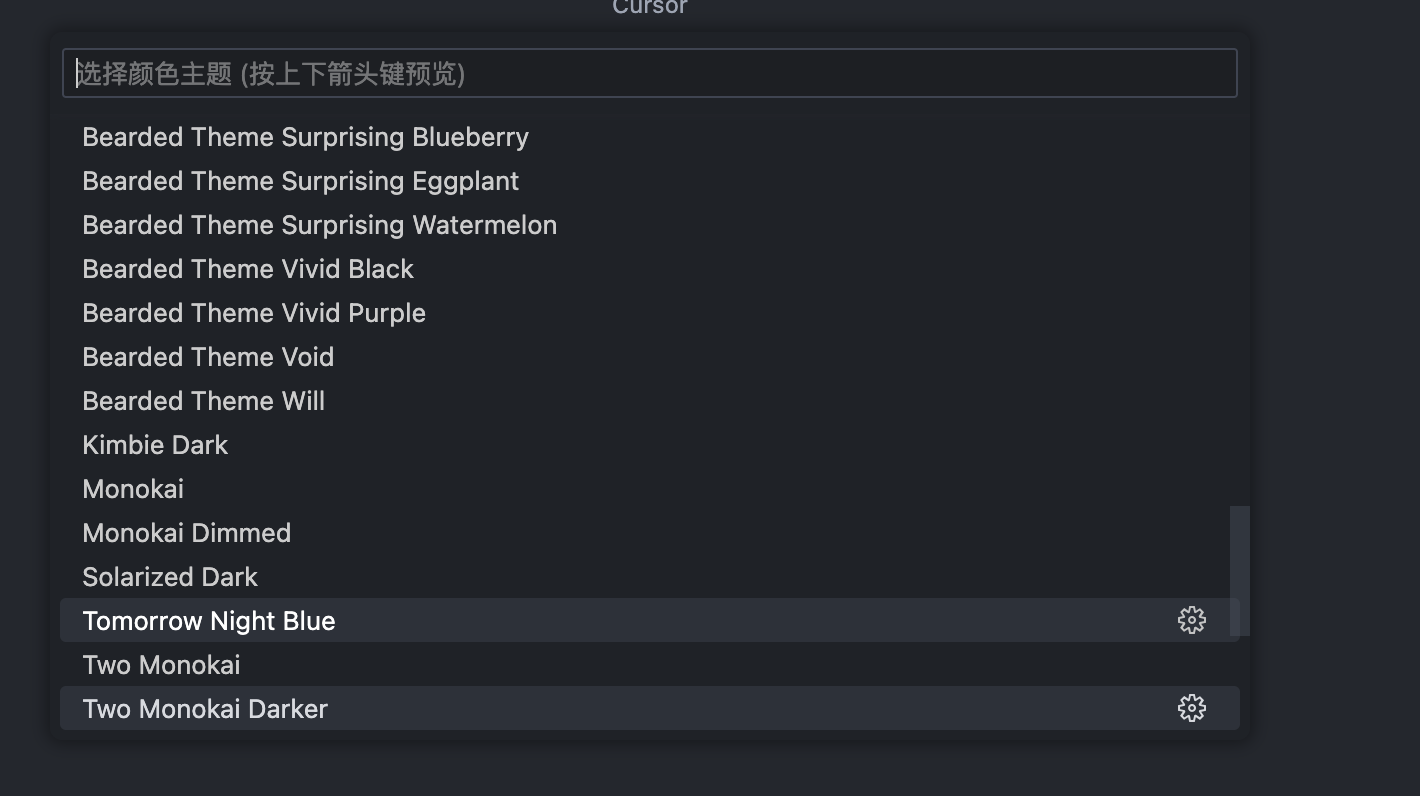 Cursor
选择颜色主题 (按上下箭头键预览)
Bearded Theme Surprising Blueberry
Bearded Theme Surprising Eggplant
Bearded Theme Surprising Watermelon
Bearded Theme Vivid Black
Bearded Theme Vivid Purple
Bearded Theme Void
Bearded Theme Will
Kimbie Dark
Monokai
Monokai Dimmed
Solarized Dark
Tomorrow Night Blue
Two Monokai
Two Monokai Darker